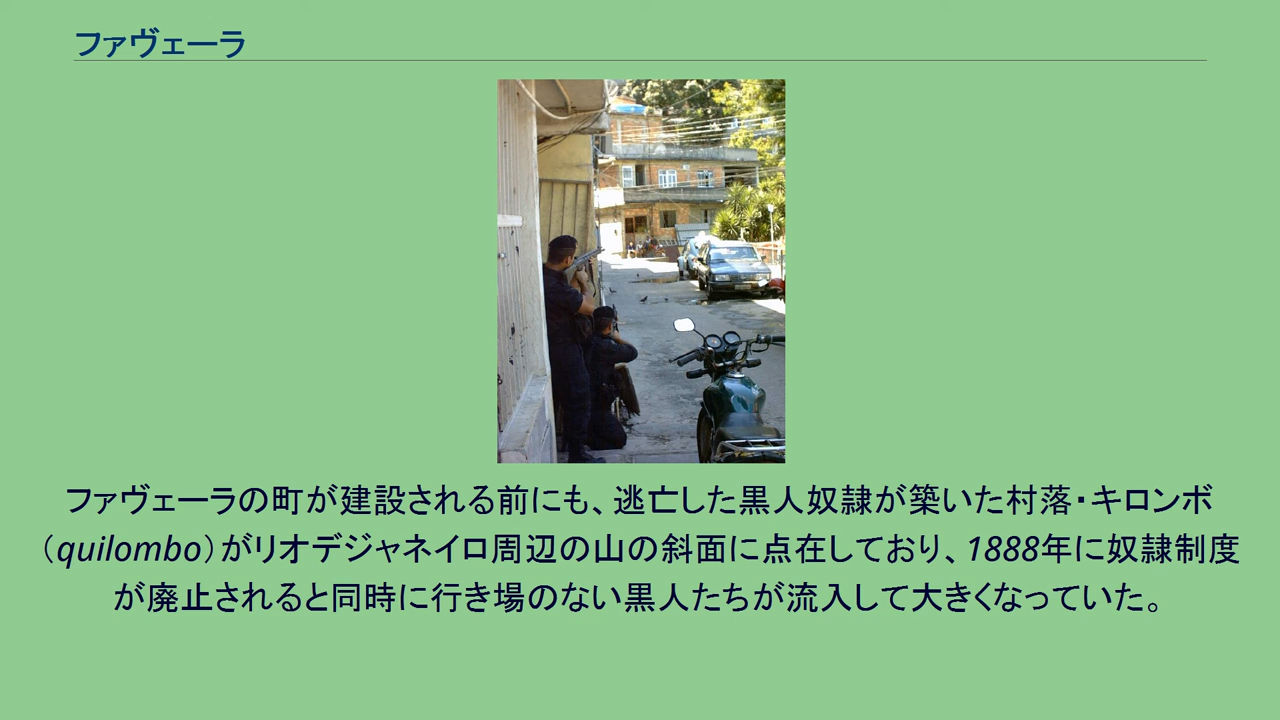 ファヴェーラ
ファヴェーラの町が建設される前にも、逃亡した黒人奴隷が築いた村落・キロンボ
（quilombo）がリオデジャネイロ周辺の山の斜面に点在しており、1888年に奴隷制度
が廃止されると同時に行き場のない黒人たちが流入して大きくなっていた。